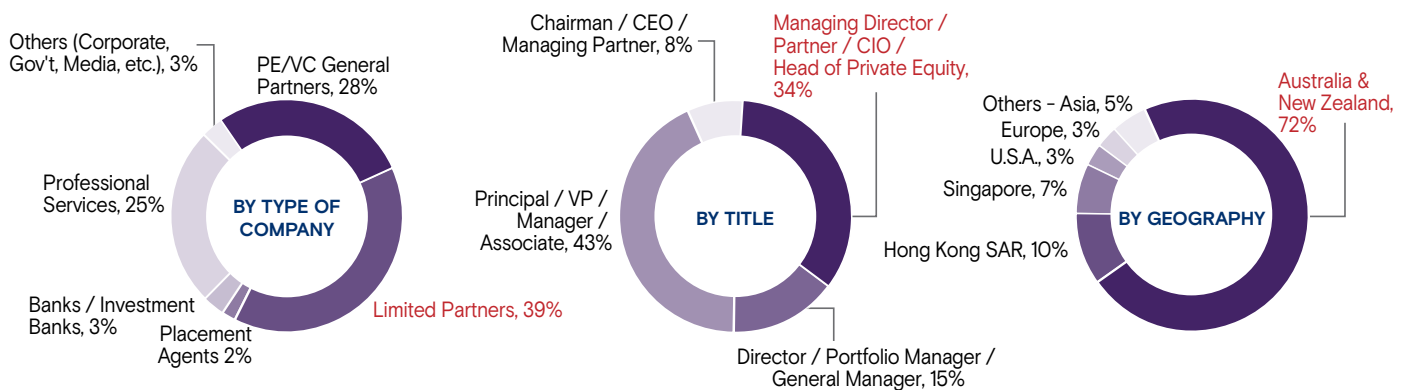 Others (Corporate,
Gov't, Media, etc.), 3%
PE/VC General
Partners, 28%
Professional
Services, 25%
BY TYPE OF
COMPANY
Banks / Investment
Banks, 3%
Placement
Agents 2%
Limited Partners, 39%
Chairman / CEO /
Managing Partner, 8%
Managing Director /
Partner / CIO /
Head of Private Equity,
34%
Principal / VP /
Manager /
Associate, 43%
BY TITLE
Director / Portfolio Manager /
General Manager, 15%
Australia &
New Zealand,
72%
Others - Asia, 5%
Europe, 3%
U.S.A., 3%
Singapore, 7%
BY GEOGRAPHY
Hong Kong SAR, 10%